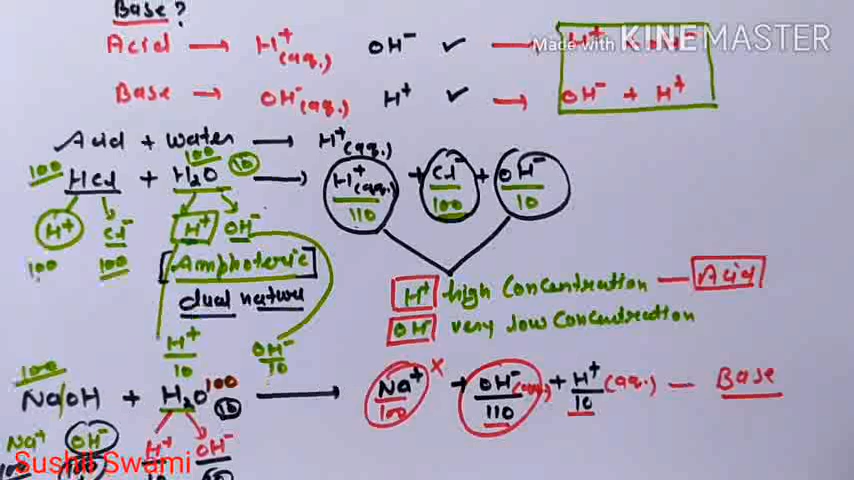 Base?
Made with KINEMASTER
Acid → H⁺(aq.) OH⁻ ✓ → H⁺
Base → OH⁻(aq.) H⁺ ✓ → OH⁻ + H⁺
Acid + Water → H⁺(aq.)
100 100 10
HCl + H₂O → H⁺(aq.) + Cl⁻ + OH⁻
110 100 10
H⁺ Cl⁻ H⁺ OH⁻
100 100
Amphoteric
dual nature
H⁺ high Concentration — Acid
OH⁻ very low Concentration
H⁺ OH⁻
10 10
100 100 10
NaOH + H₂O → Na⁺ × + OH⁻(aq.) + H⁺(aq.) — Base
100 110 10
Na⁺ OH⁻ H⁺ OH⁻
Sushil Swami